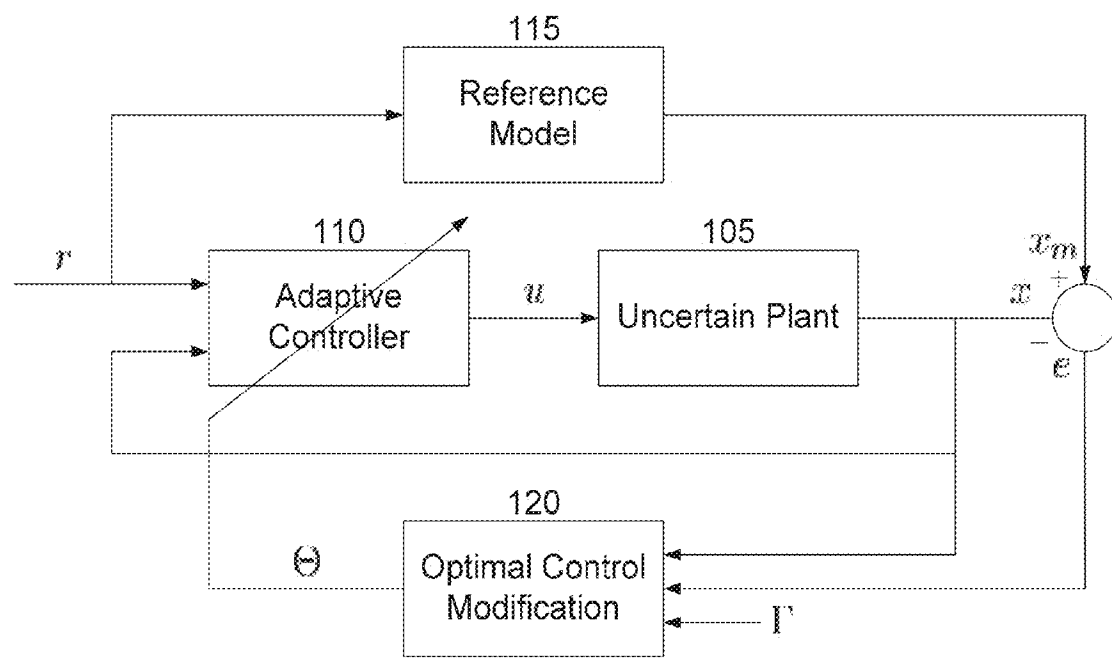 115
Reference
Model
110
105
r
Adaptive
Controller
u
Uncertain Plant
x
x_m
+
−
e
120
Θ
Optimal Control
Modification
Γ